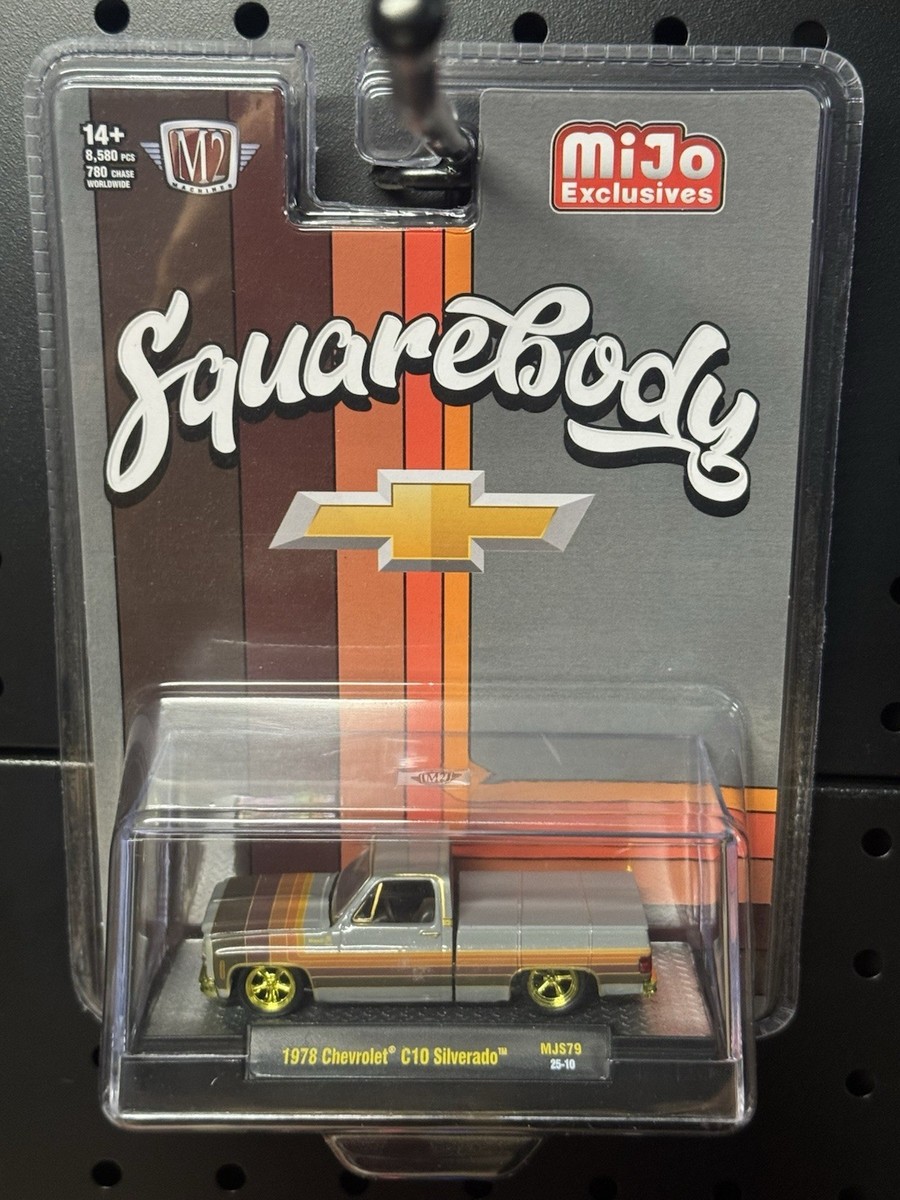 14+
8,580 PCS
780 CHASE
WORLDWIDE
M2
MACHINES
MiJo
Exclusives
Squarebody
M2
1978 Chevrolet® C10 Silverado™
MJS79
25-10